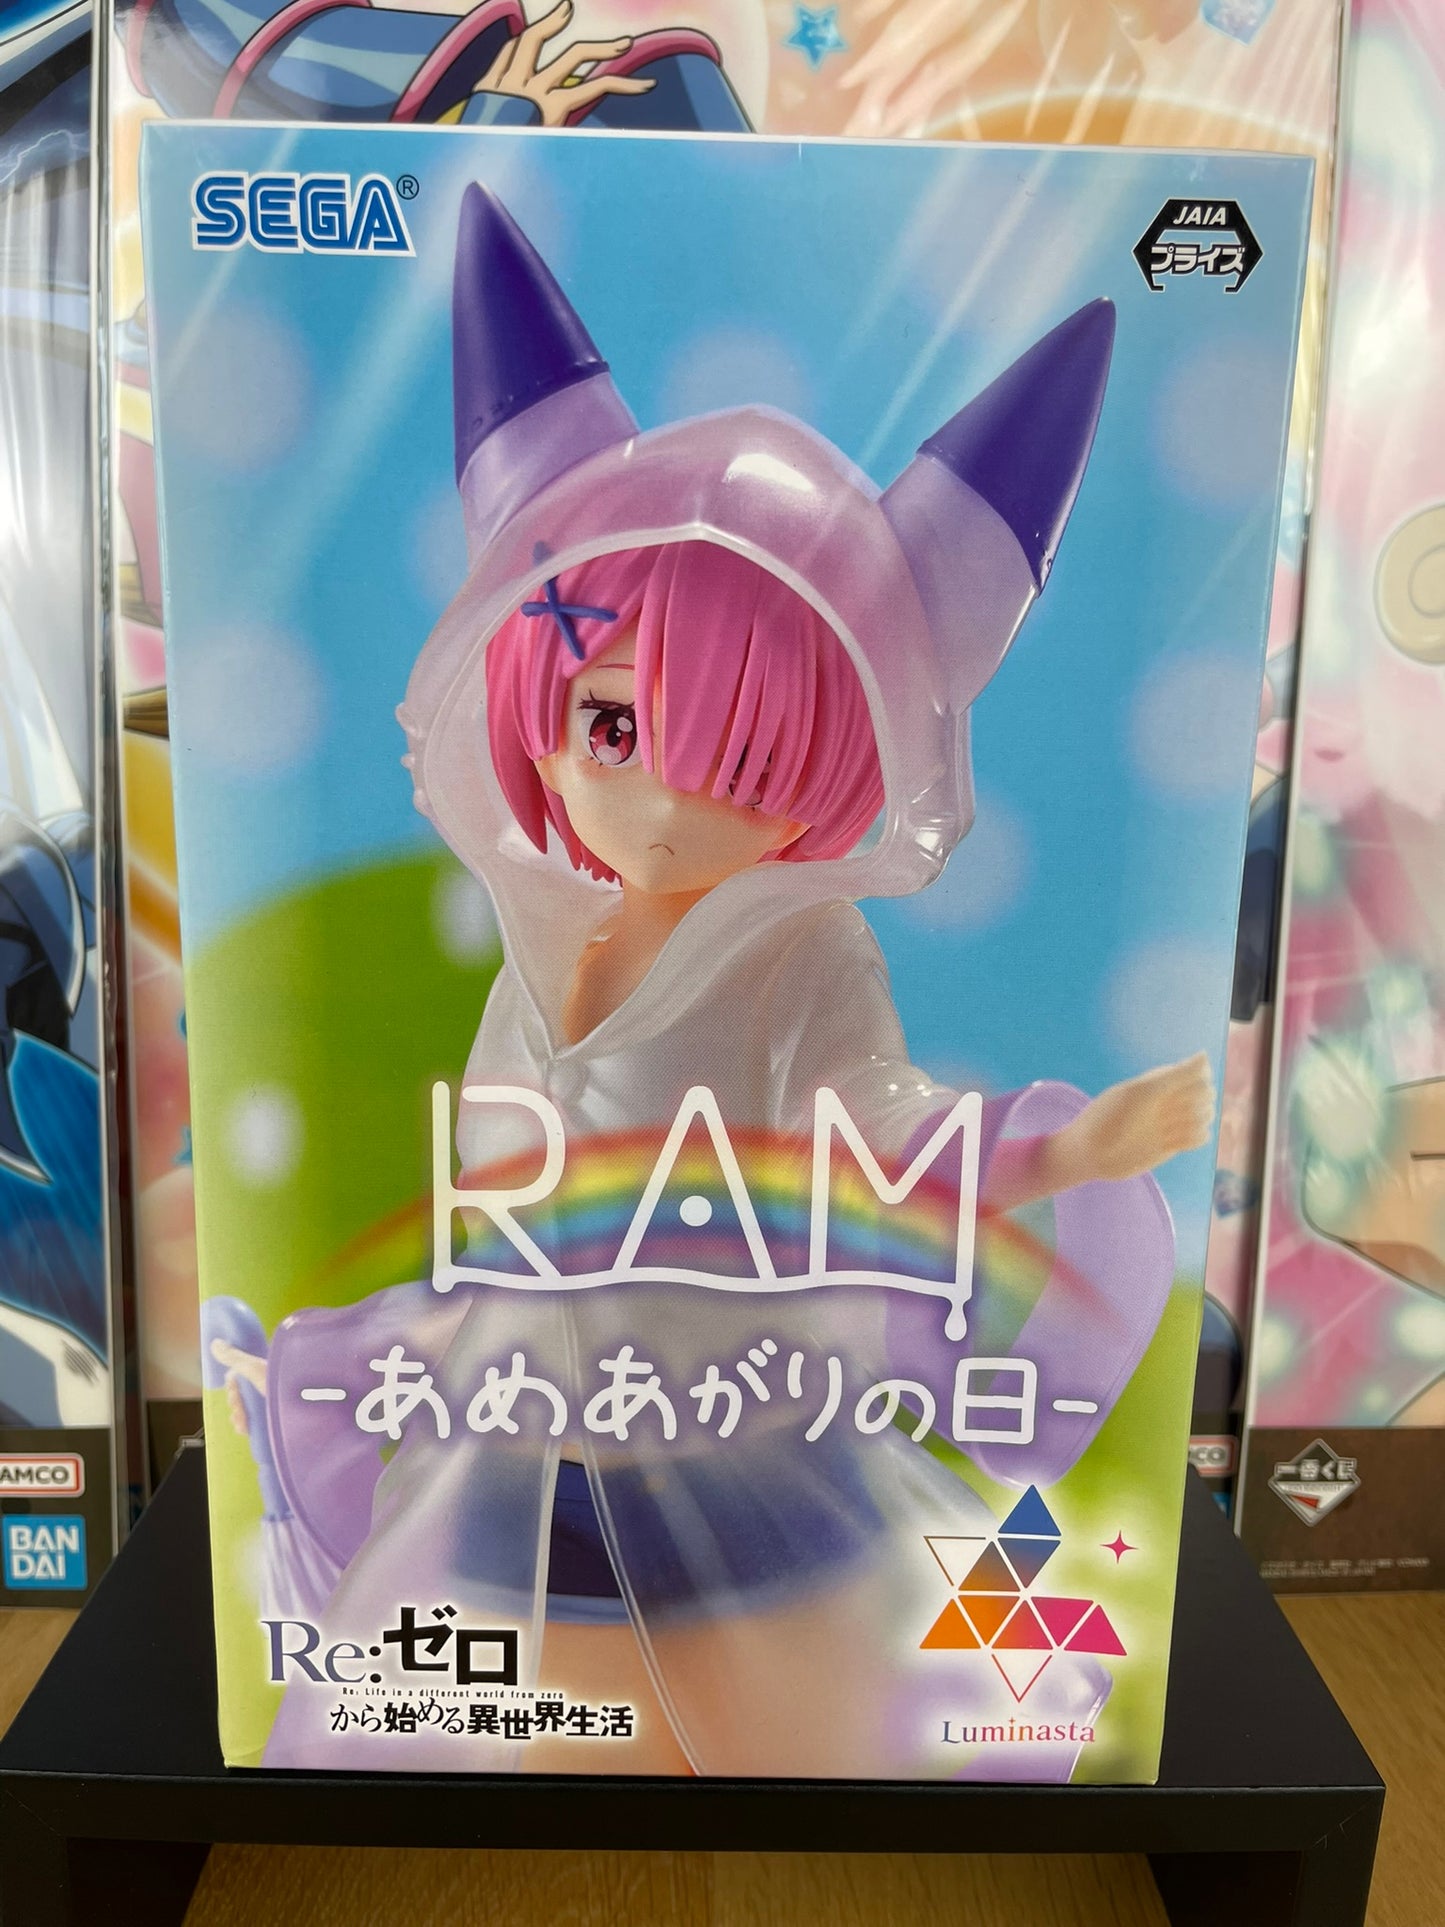 SEGA®
JAIA
プライズ
RAM
-あめあがりの日-
Re:ゼロ
Re: Life in a different world from zero
から始める異世界生活
Luminasta
AMCO
BAN
DAI
CO
一番くじ